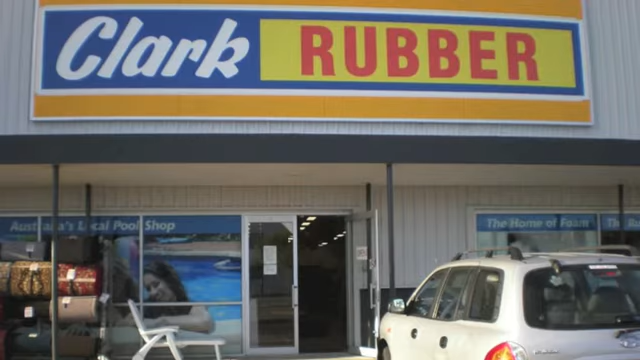 Clark RUBBER
Australia's Local Pool Shop
The Home of Foam